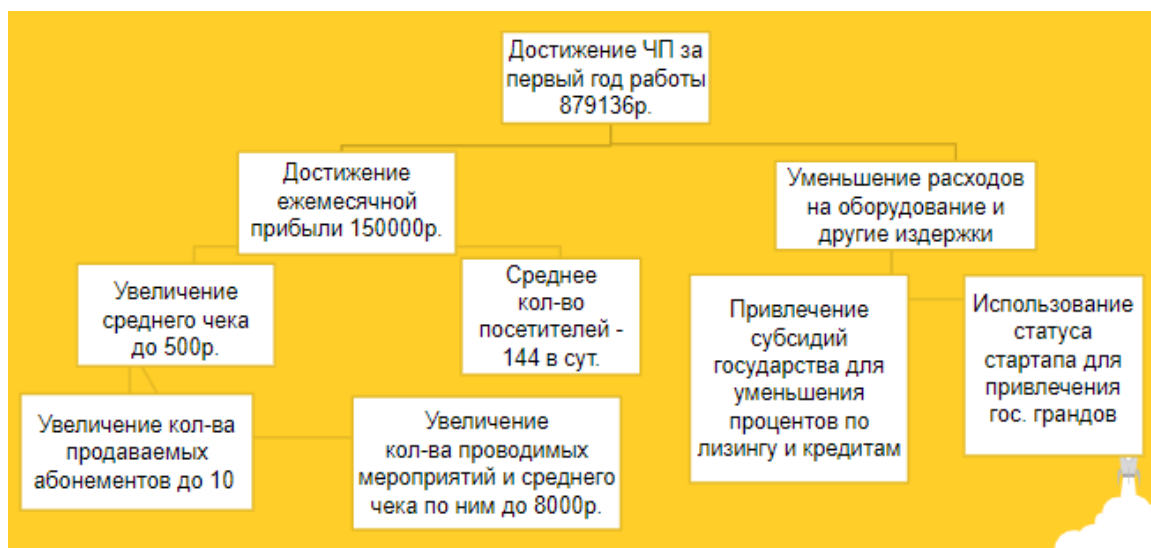 Достижение ЧП за
первый год работы
879136р.
Достижение
ежемесячной
прибыли 150000р.
Уменьшение расходов
на оборудование и
другие издержки
Увеличение
среднего чека
до 500р.
Среднее
кол-во
посетителей -
144 в сут.
Привлечение
субсидий
государства для
уменьшения
процентов по
лизингу и кредитам
Использование
статуса
стартапа для
привлечения
гос. грандов
Увеличение кол-ва
продаваемых
абонементов до 10
Увеличение
кол-ва проводимых
мероприятий и среднего
чека по ним до 8000р.